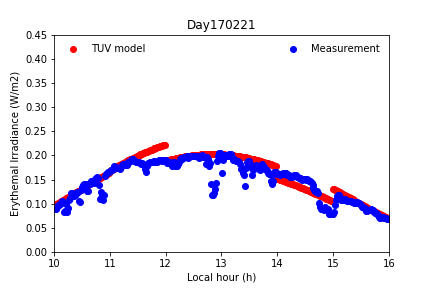 Day170221
TUV model
Measurement
Erythemal Irradiance (W/m2)
0.45
0.40
0.35
0.30
0.25
0.20
0.15
0.10
0.05
0.00
10 11 12 13 14 15 16
Local hour (h)